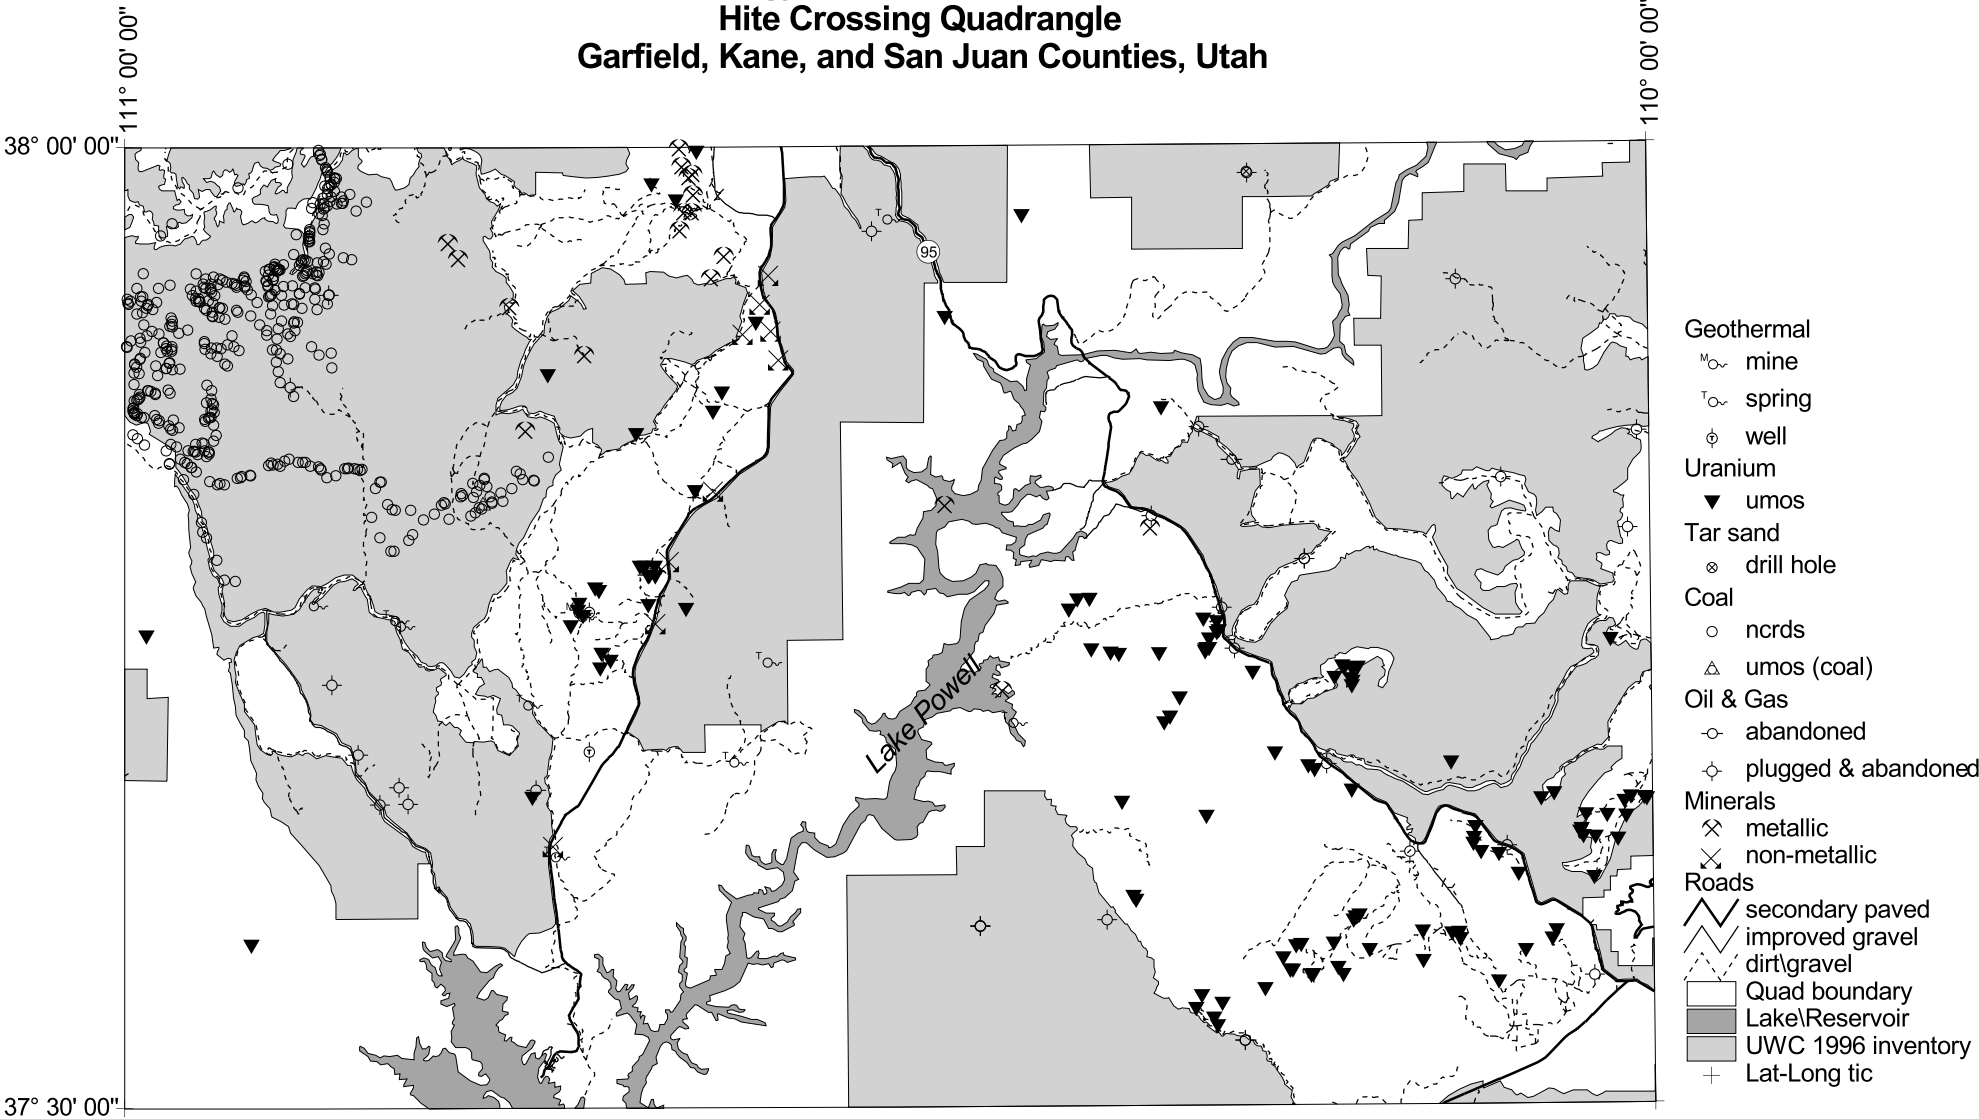 Hite Crossing Quadrangle
Garfield, Kane, and San Juan Counties, Utah
111° 00' 00"
110° 00' 00"
38° 00' 00"
37° 30' 00"
95
T
T
T
T
M
Lake Powell
Geothermal
M mine
T spring
T well
Uranium
umos
Tar sand
drill hole
Coal
ncrds
umos (coal)
Oil & Gas
abandoned
plugged & abandoned
Minerals
metallic
non-metallic
Roads
secondary paved
improved gravel
dirt\gravel
Quad boundary
Lake\Reservoir
UWC 1996 inventory
Lat-Long tic